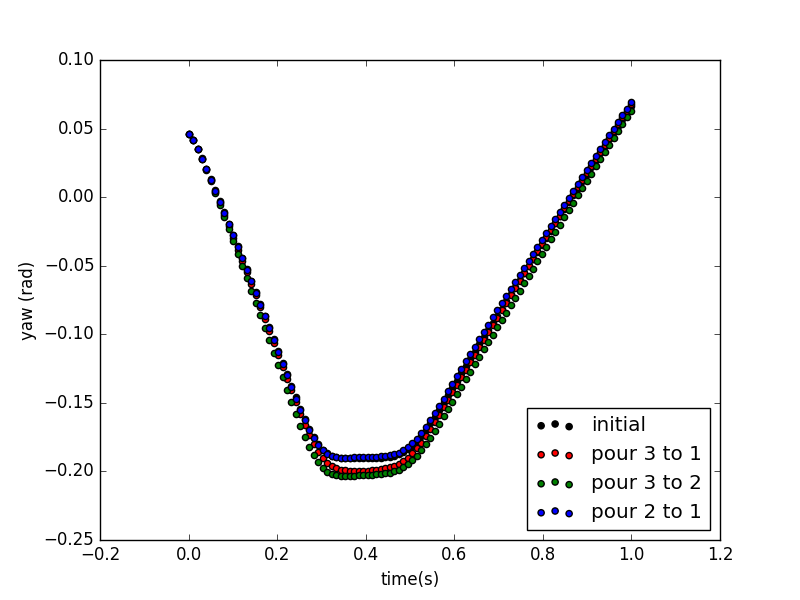 0.10
0.05
0.00
−0.05
−0.10
−0.15
−0.20
−0.25
yaw (rad)
−0.2
0.0
0.2
0.4
0.6
0.8
1.0
1.2
time(s)
initial
pour 3 to 1
pour 3 to 2
pour 2 to 1